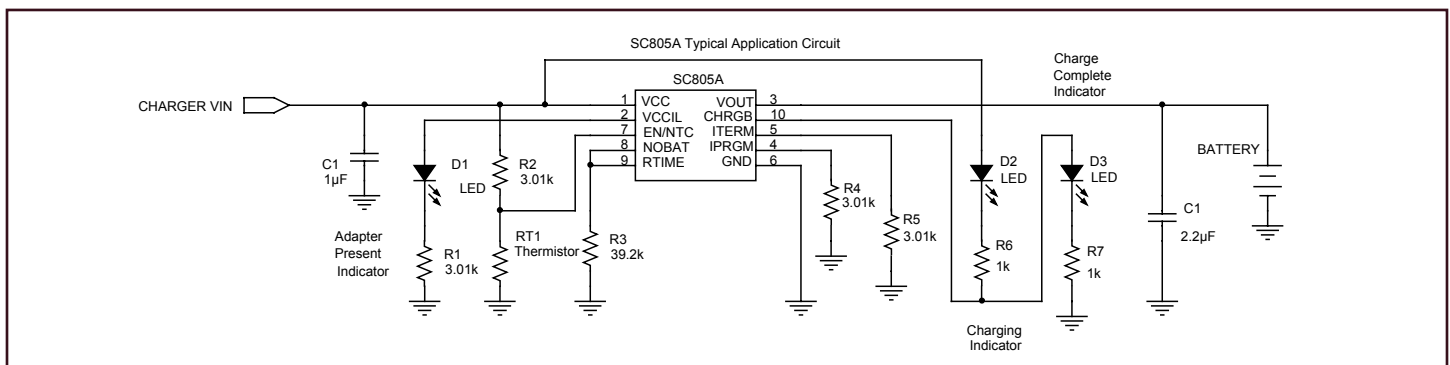 SC805A Typical Application Circuit
Charge
Complete
Indicator
SC805A
CHARGER VIN
1 VCC VOUT 3
2 VCCIL CHRGB 10
7 EN/NTC ITERM 5
8 NOBAT IPRGM 4
9 RTIME GND 6
C1
1µF
D1
LED
R2
3.01k
D2
LED
D3
LED
BATTERY
R4
3.01k
R5
3.01k
C1
2.2µF
Adapter
Present
Indicator
R1
3.01k
RT1
Thermistor
R3
39.2k
R6
1k
R7
1k
Charging
Indicator